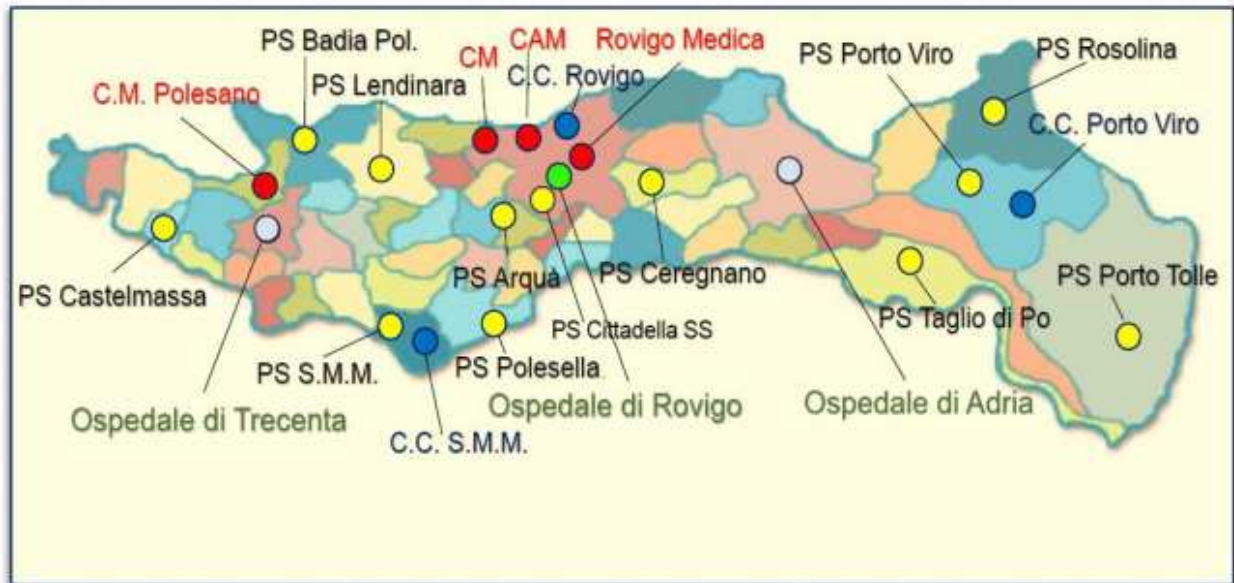 PS Badia Pol.
CM
CAM
Rovigo Medica
C.C. Rovigo
PS Porto Viro
PS Rosolina
C.M. Polesano
PS Lendinara
C.C. Porto Viro
PS Castelmassa
PS Arqua
PS Ceregnano
PS Porto Tolle
PS Cittadella SS
PS Taglio di Po
PS S.M.M.
PS Polesella
Ospedale di Trecenta
Ospedale di Rovigo
Ospedale di Adria
C.C. S.M.M.